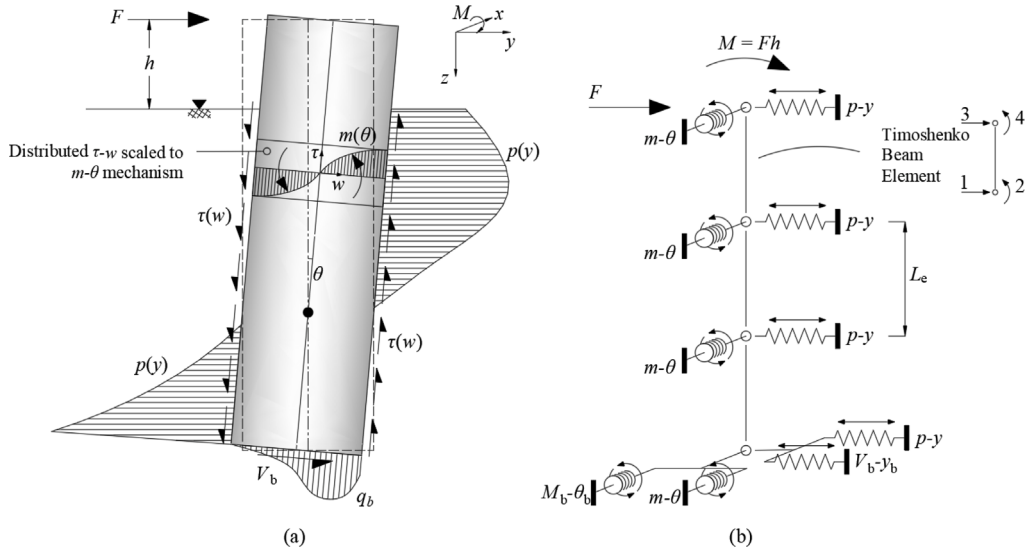 F
h
M
x
y
z
Distributed τ-w scaled to
m-θ mechanism
τ
m(θ)
w
p(y)
τ(w)
θ
τ(w)
p(y)
V_b
q_b
(a)
M = Fh
F
p-y
m-θ
Timoshenko
Beam
Element
3
4
1
2
p-y
m-θ
L_e
p-y
m-θ
p-y
V_b-y_b
M_b-θ_b
m-θ
(b)